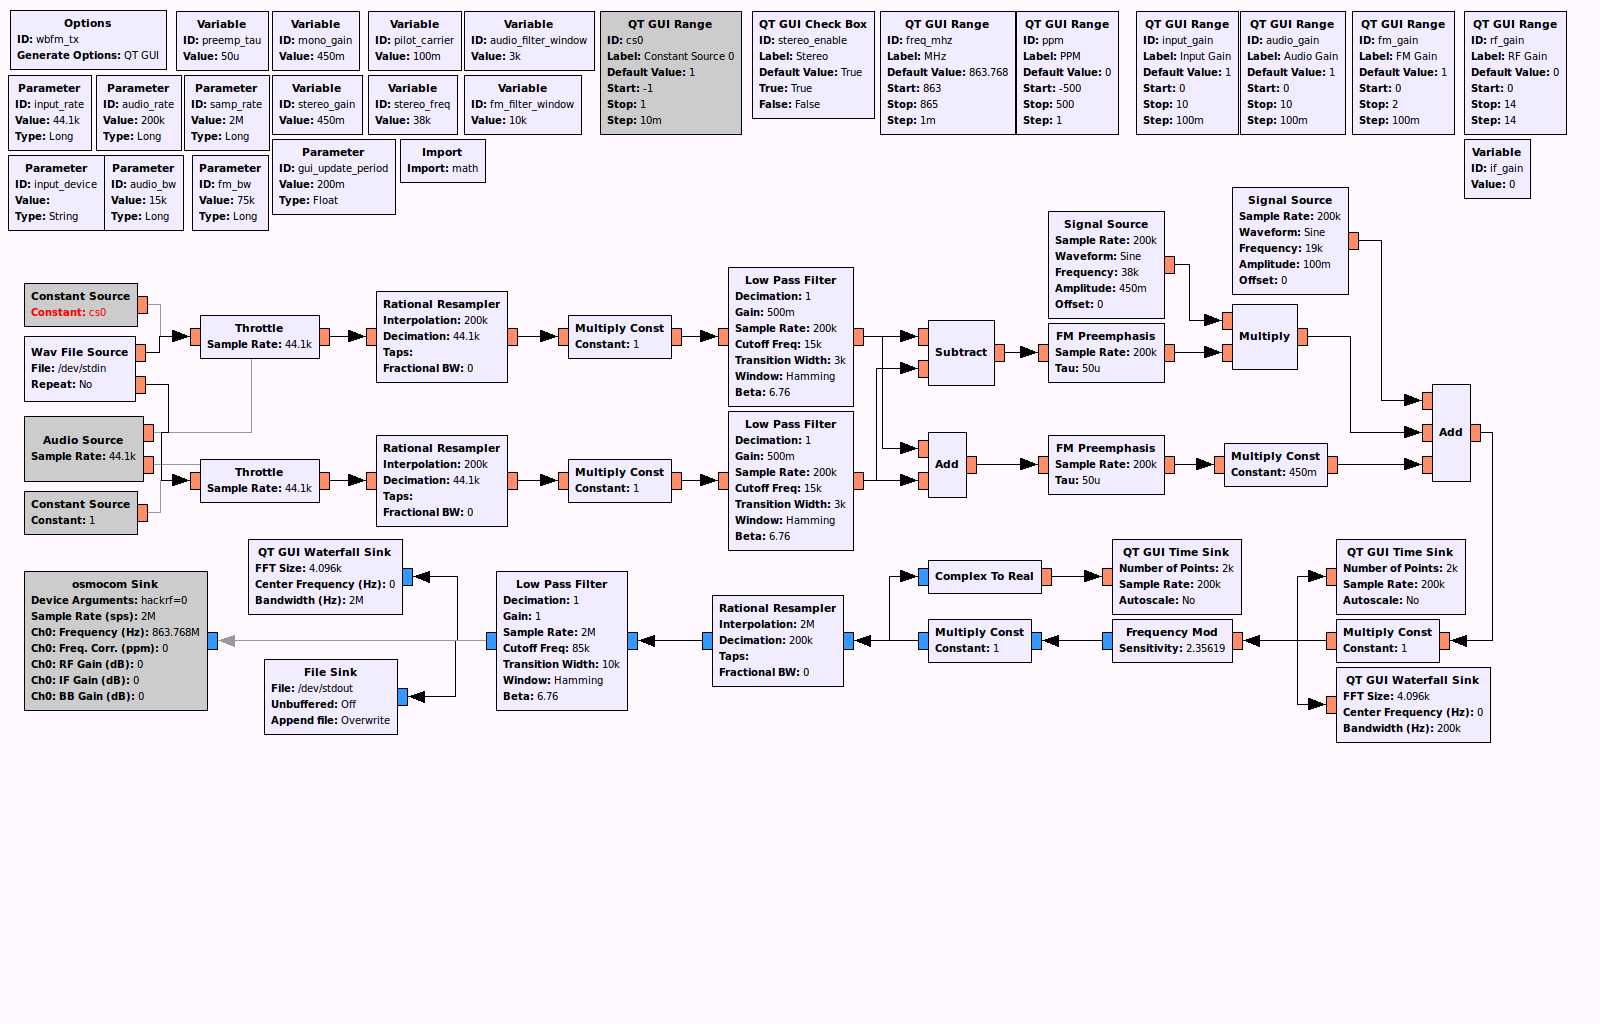 Options
ID: wbfm_tx
Generate Options: QT GUI
Variable
ID: preemp_tau
Value: 50u
Variable
ID: mono_gain
Value: 450m
Variable
ID: pilot_carrier
Value: 100m
Variable
ID: audio_filter_window
Value: 3k
QT GUI Range
ID: cs0
Label: Constant Source 0
Default Value: 1
Start: -1
Stop: 1
Step: 10m
QT GUI Check Box
ID: stereo_enable
Label: Stereo
Default Value: True
True: True
False: False
QT GUI Range
ID: freq_mhz
Label: MHz
Default Value: 863.768
Start: 863
Stop: 865
Step: 1m
QT GUI Range
ID: ppm
Label: PPM
Default Value: 0
Start: -500
Stop: 500
Step: 1
QT GUI Range
ID: input_gain
Label: Input Gain
Default Value: 1
Start: 0
Stop: 10
Step: 100m
QT GUI Range
ID: audio_gain
Label: Audio Gain
Default Value: 1
Start: 0
Stop: 10
Step: 100m
QT GUI Range
ID: fm_gain
Label: FM Gain
Default Value: 1
Start: 0
Stop: 2
Step: 100m
QT GUI Range
ID: rf_gain
Label: RF Gain
Default Value: 0
Start: 0
Stop: 14
Step: 14
Parameter
ID: input_rate
Value: 44.1k
Type: Long
Parameter
ID: audio_rate
Value: 200k
Type: Long
Parameter
ID: samp_rate
Value: 2M
Type: Long
Variable
ID: stereo_gain
Value: 450m
Variable
ID: stereo_freq
Value: 38k
Variable
ID: fm_filter_window
Value: 10k
Parameter
ID: input_device
Value:
Type: String
Parameter
ID: audio_bw
Value: 15k
Type: Long
Parameter
ID: fm_bw
Value: 75k
Type: Long
Parameter
ID: gui_update_period
Value: 200m
Type: Float
Import
Import: math
Variable
ID: if_gain
Value: 0
Signal Source
Sample Rate: 200k
Waveform: Sine
Frequency: 38k
Amplitude: 450m
Offset: 0
Signal Source
Sample Rate: 200k
Waveform: Sine
Frequency: 19k
Amplitude: 100m
Offset: 0
Constant Source
Constant: cs0
Wav File Source
File: /dev/stdin
Repeat: No
Audio Source
Sample Rate: 44.1k
Constant Source
Constant: 1
Throttle
Sample Rate: 44.1k
Rational Resampler
Interpolation: 200k
Decimation: 44.1k
Taps:
Fractional BW: 0
Multiply Const
Constant: 1
Low Pass Filter
Decimation: 1
Gain: 500m
Sample Rate: 200k
Cutoff Freq: 15k
Transition Width: 3k
Window: Hamming
Beta: 6.76
Subtract
FM Preemphasis
Sample Rate: 200k
Tau: 50u
Multiply
Throttle
Sample Rate: 44.1k
Rational Resampler
Interpolation: 200k
Decimation: 44.1k
Taps:
Fractional BW: 0
Multiply Const
Constant: 1
Low Pass Filter
Decimation: 1
Gain: 500m
Sample Rate: 200k
Cutoff Freq: 15k
Transition Width: 3k
Window: Hamming
Beta: 6.76
Add
FM Preemphasis
Sample Rate: 200k
Tau: 50u
Multiply Const
Constant: 450m
Add
osmocom Sink
Device Arguments: hackrf=0
Sample Rate (sps): 2M
Ch0: Frequency (Hz): 863.768M
Ch0: Freq. Corr. (ppm): 0
Ch0: RF Gain (dB): 0
Ch0: IF Gain (dB): 0
Ch0: BB Gain (dB): 0
QT GUI Waterfall Sink
FFT Size: 4.096k
Center Frequency (Hz): 0
Bandwidth (Hz): 2M
File Sink
File: /dev/stdout
Unbuffered: Off
Append file: Overwrite
Low Pass Filter
Decimation: 1
Gain: 1
Sample Rate: 2M
Cutoff Freq: 85k
Transition Width: 10k
Window: Hamming
Beta: 6.76
Rational Resampler
Interpolation: 2M
Decimation: 200k
Taps:
Fractional BW: 0
Complex To Real
Multiply Const
Constant: 1
QT GUI Time Sink
Number of Points: 2k
Sample Rate: 200k
Autoscale: No
Frequency Mod
Sensitivity: 2.35619
QT GUI Time Sink
Number of Points: 2k
Sample Rate: 200k
Autoscale: No
Multiply Const
Constant: 1
QT GUI Waterfall Sink
FFT Size: 4.096k
Center Frequency (Hz): 0
Bandwidth (Hz): 200k